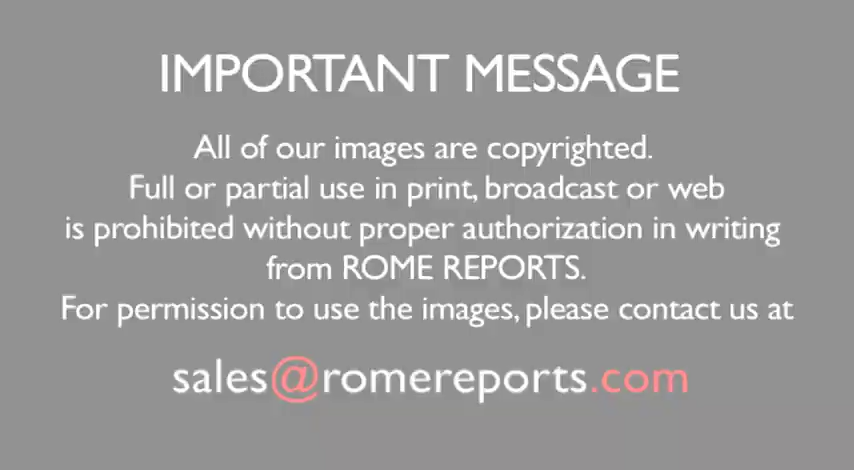 IMPORTANT MESSAGE
All of our images are copyrighted.
Full or partial use in print, broadcast or web
is prohibited without proper authorization in writing
from ROME REPORTS.
For permission to use the images, please contact us at
sales@romereports.com